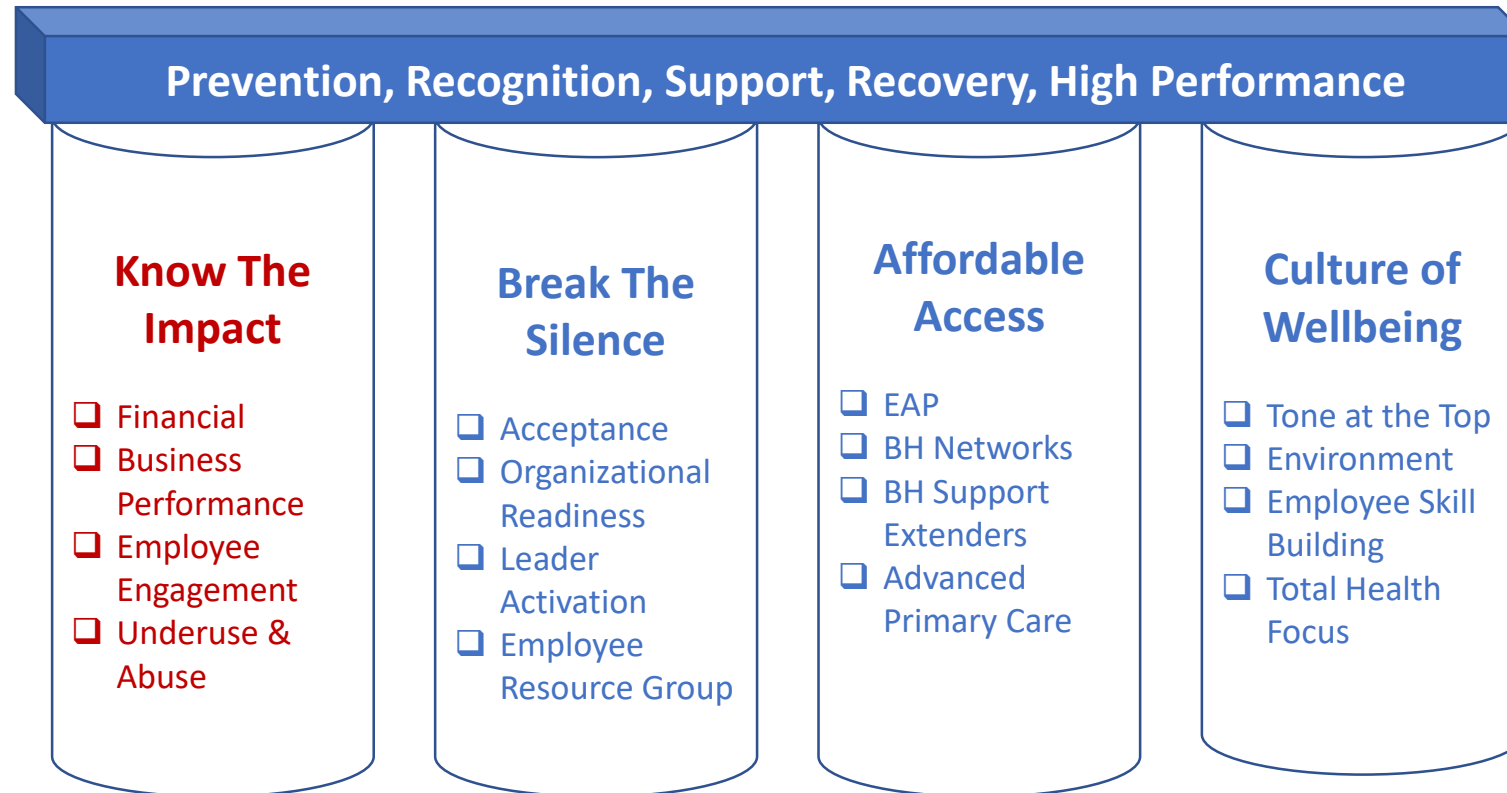 Prevention, Recognition, Support, Recovery, High Performance
Know The
Impact
❑ Financial
❑ Business
Performance
❑ Employee
Engagement
❑ Underuse &
Abuse
Break The
Silence
❑ Acceptance
❑ Organizational
Readiness
❑ Leader
Activation
❑ Employee
Resource Group
Affordable
Access
❑ EAP
❑ BH Networks
❑ BH Support
Extenders
❑ Advanced
Primary Care
Culture of
Wellbeing
❑ Tone at the Top
❑ Environment
❑ Employee Skill
Building
❑ Total Health
Focus